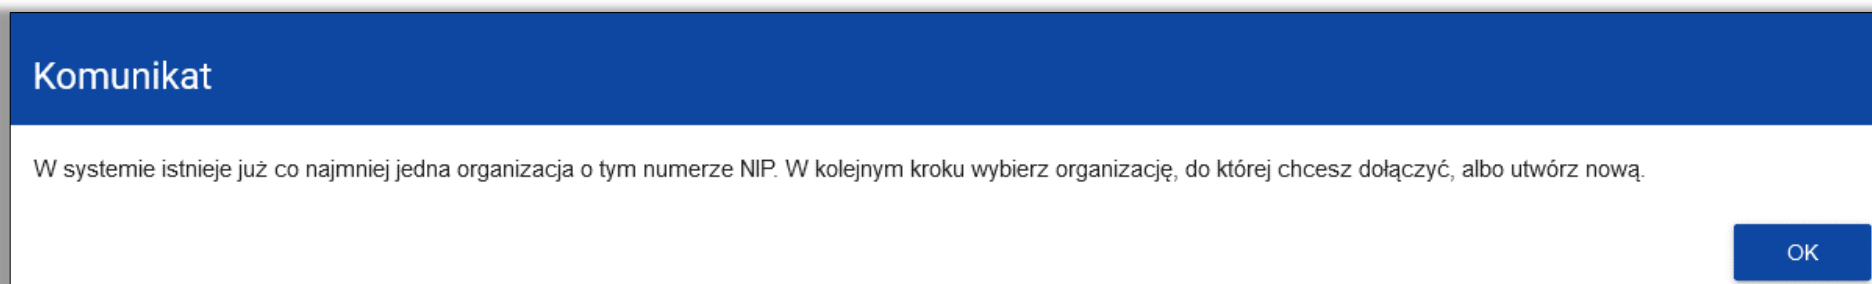 Komunikat
W systemie istnieje już co najmniej jedna organizacja o tym numerze NIP. W kolejnym kroku wybierz organizację, do której chcesz dołączyć, albo utwórz nową.
OK